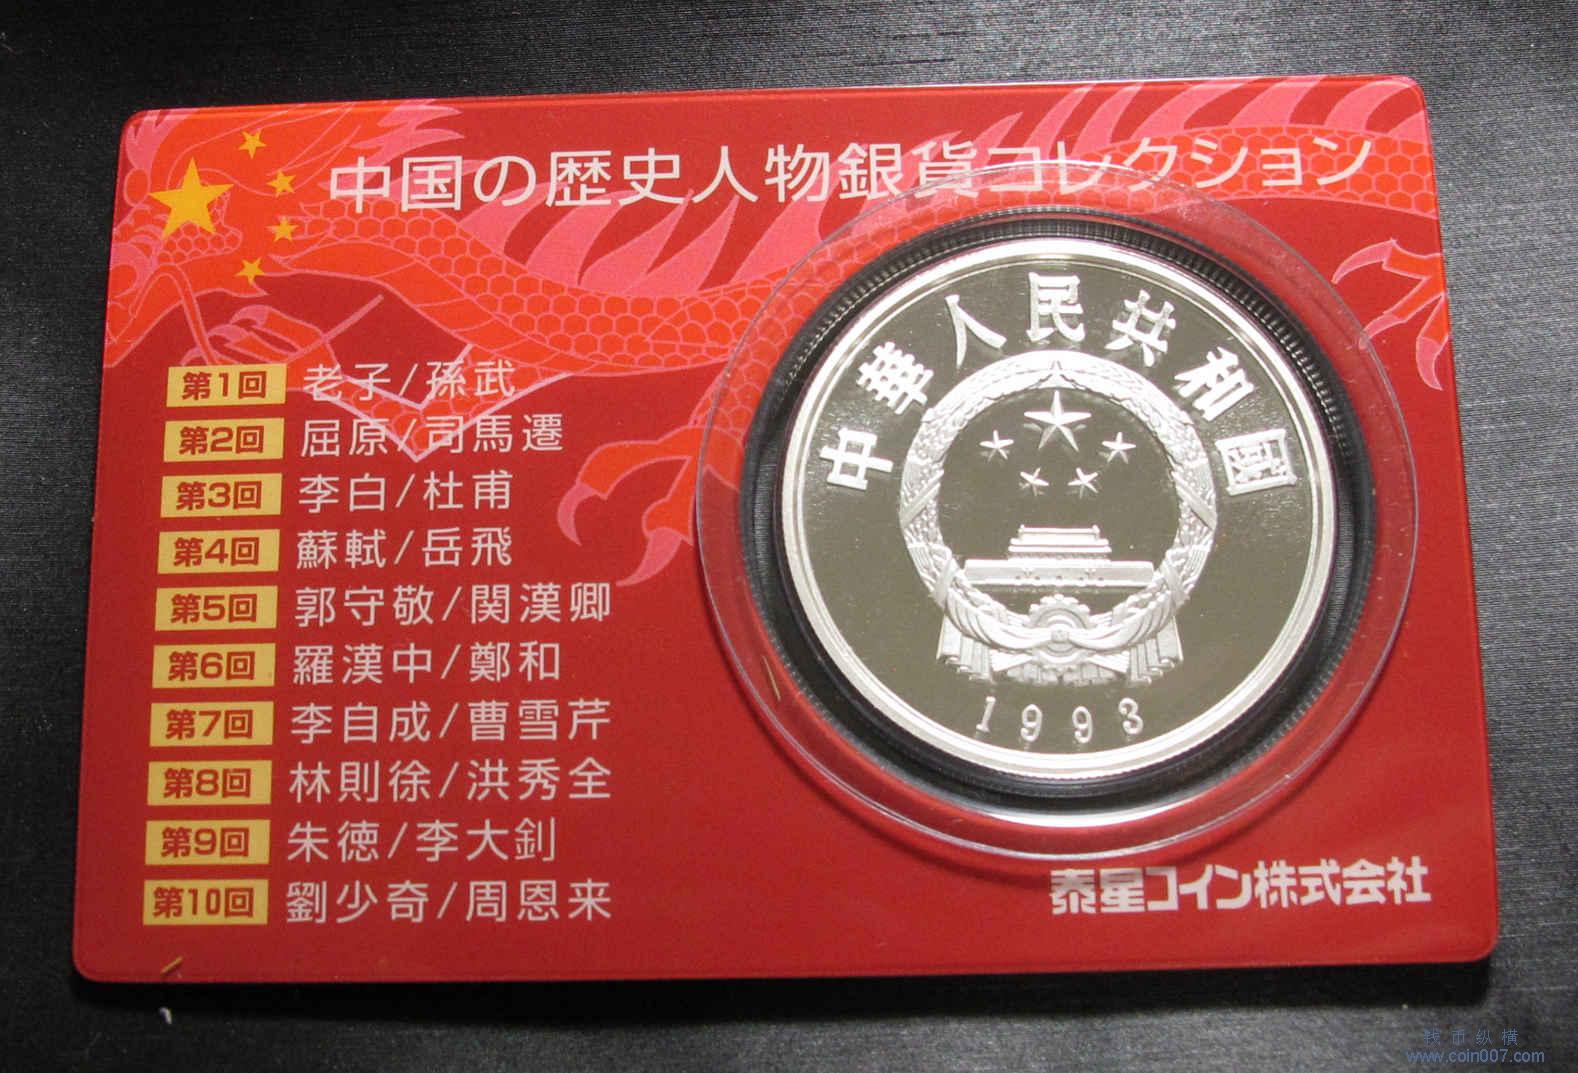 中国の歴史人物銀貨コレクション
第1回 老子/孫武
第2回 屈原/司馬遷
第3回 李白/杜甫
第4回 蘇軾/岳飛
第5回 郭守敬/関漢卿
第6回 羅漢中/鄭和
第7回 李自成/曹雪芹
第8回 林則徐/洪秀全
第9回 朱徳/李大釗
第10回 劉少奇/周恩来
中華人民共和国
1993
泰星コイン株式会社
钱币纵横
www.coin007.com